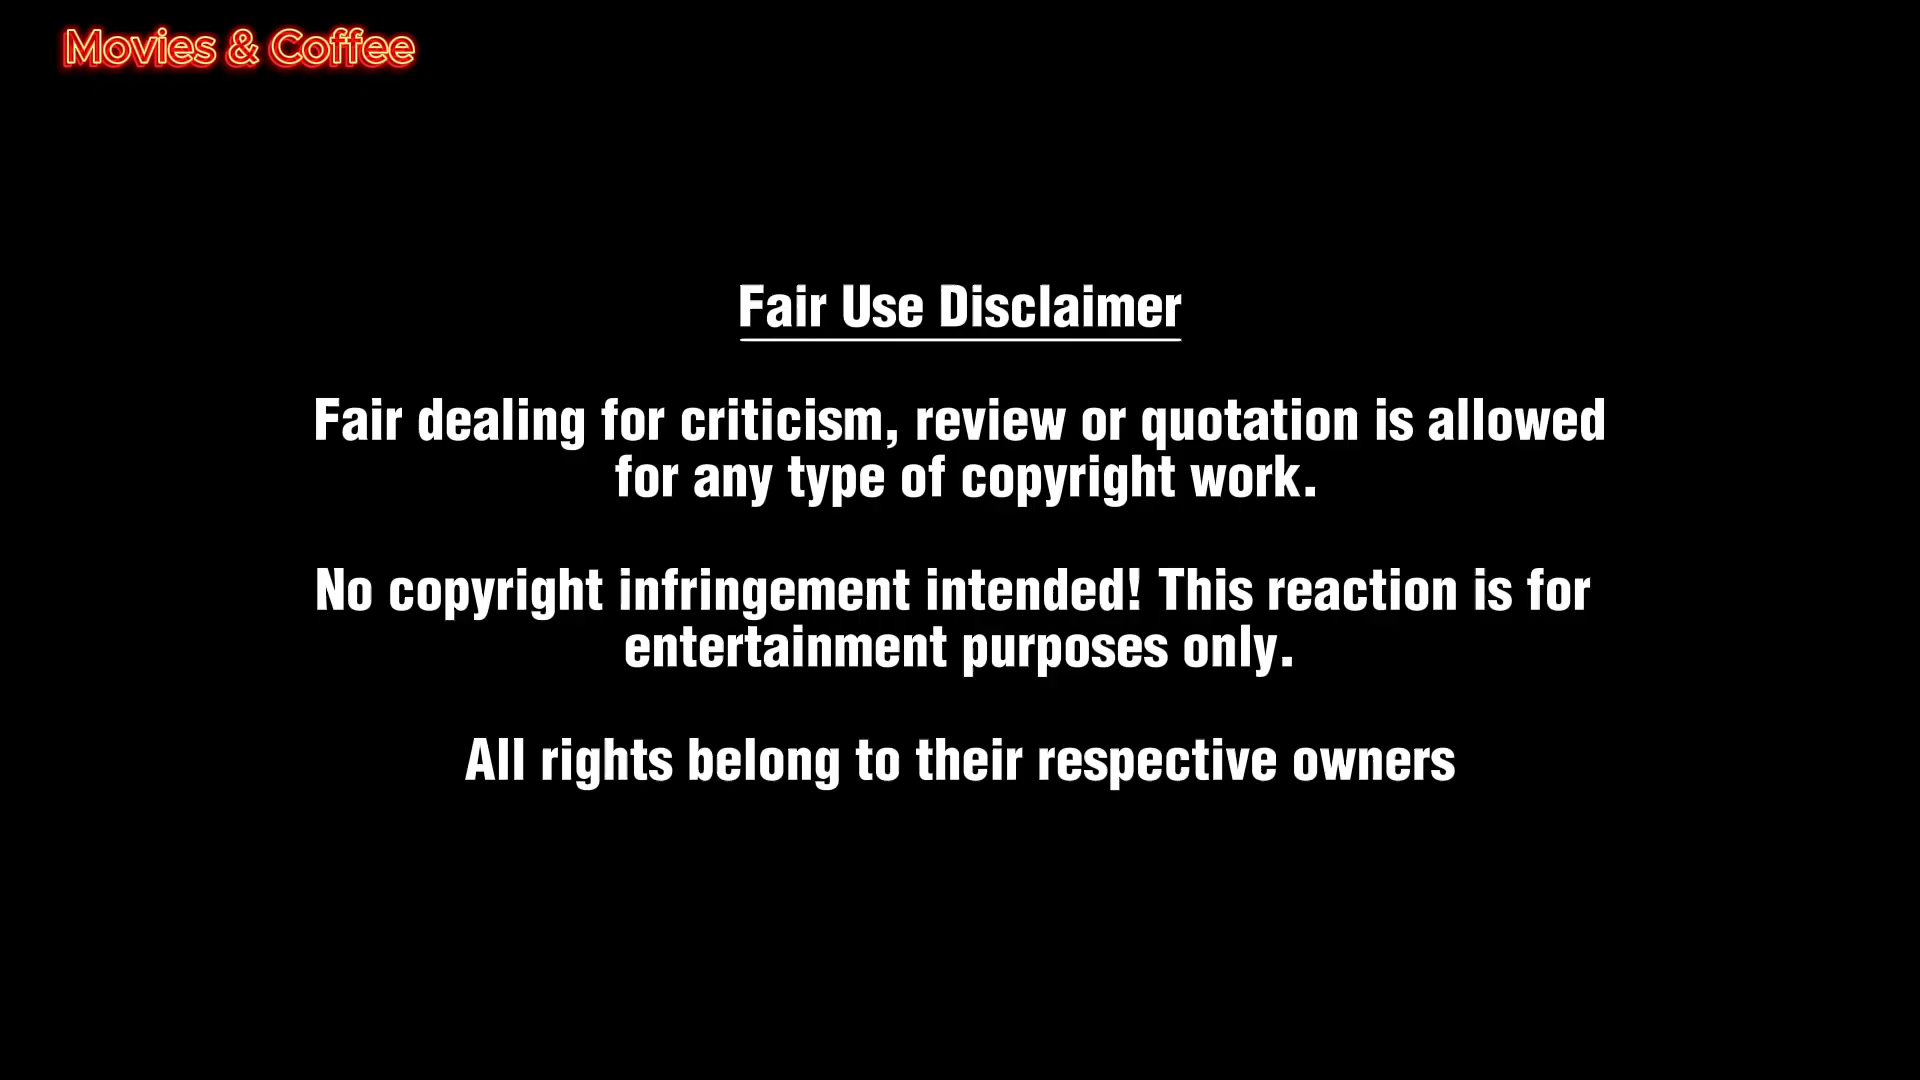 Movies & Coffee
Fair Use Disclaimer
Fair dealing for criticism, review or quotation is allowed
for any type of copyright work.
No copyright infringement intended! This reaction is for
entertainment purposes only.
All rights belong to their respective owners